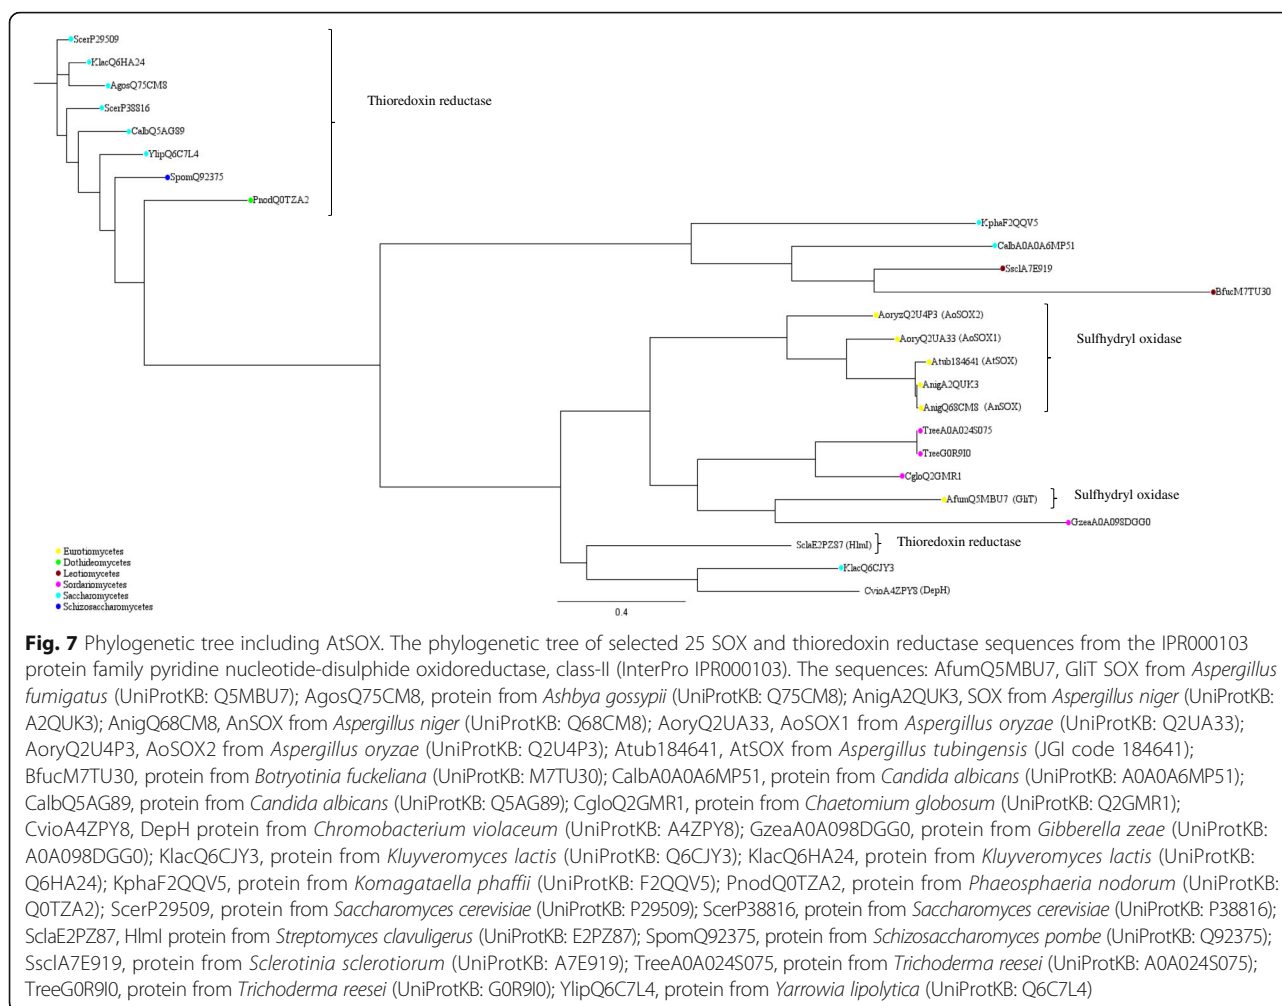 ScerP29509
KlacQ6HA24
AgosQ75CM8
Thioredoxin reductase
ScerP38816
CalbQ5AG89
YlipQ6C7L4
SpomQ92375
PnodQ0TZA2
KphaF2QQV5
CalbA0A0A6MP51
SsclA7E919
BfucM7TU30
AoryzQ2U4P3 (AoSOX2)
Sulfhydryl oxidase
AoryQ2UA33 (AoSOX1)
Atub184641 (AtSOX)
AnigA2QUK3
AnigQ68CM8 (AnSOX)
TreeA0A024S075
TreeG0R9I0
CgloQ2GMR1
AfumQ5MBU7 (GliT)
Sulfhydryl oxidase
GzeaA0A098DGG0
SclaE2PZ87 (HlmI)
Thioredoxin reductase
KlacQ6CJY3
CvioA4ZPY8 (DepH)
Eurotiomycetes
Dothideomycetes
Leotiomycetes
Sordariomycetes
Saccharomycetes
Schizosaccharomycetes
0.4
Fig. 7 Phylogenetic tree including AtSOX. The phylogenetic tree of selected 25 SOX and thioredoxin reductase sequences from the IPR000103
protein family pyridine nucleotide-disulphide oxidoreductase, class-II (InterPro IPR000103). The sequences: AfumQ5MBU7, GliT SOX from Aspergillus
fumigatus (UniProtKB: Q5MBU7); AgosQ75CM8, protein from Ashbya gossypii (UniProtKB: Q75CM8); AnigA2QUK3, SOX from Aspergillus niger (UniProtKB:
A2QUK3); AnigQ68CM8, AnSOX from Aspergillus niger (UniProtKB: Q68CM8); AoryQ2UA33, AoSOX1 from Aspergillus oryzae (UniProtKB: Q2UA33);
AoryQ2U4P3, AoSOX2 from Aspergillus oryzae (UniProtKB: Q2U4P3); Atub184641, AtSOX from Aspergillus tubingensis (JGI code 184641);
BfucM7TU30, protein from Botryotinia fuckeliana (UniProtKB: M7TU30); CalbA0A0A6MP51, protein from Candida albicans (UniProtKB: A0A0A6MP51);
CalbQ5AG89, protein from Candida albicans (UniProtKB: Q5AG89); CgloQ2GMR1, protein from Chaetomium globosum (UniProtKB: Q2GMR1);
CvioA4ZPY8, DepH protein from Chromobacterium violaceum (UniProtKB: A4ZPY8); GzeaA0A098DGG0, protein from Gibberella zeae (UniProtKB:
A0A098DGG0); KlacQ6CJY3, protein from Kluyveromyces lactis (UniProtKB: Q6CJY3); KlacQ6HA24, protein from Kluyveromyces lactis (UniProtKB:
Q6HA24); KphaF2QQV5, protein from Komagataella phaffii (UniProtKB: F2QQV5); PnodQ0TZA2, protein from Phaeosphaeria nodorum (UniProtKB:
Q0TZA2); ScerP29509, protein from Saccharomyces cerevisiae (UniProtKB: P29509); ScerP38816, protein from Saccharomyces cerevisiae (UniProtKB: P38816);
SclaE2PZ87, HlmI protein from Streptomyces clavuligerus (UniProtKB: E2PZ87); SpomQ92375, protein from Schizosaccharomyces pombe (UniProtKB: Q92375);
SsclA7E919, protein from Sclerotinia sclerotiorum (UniProtKB: A7E919); TreeA0A024S075, protein from Trichoderma reesei (UniProtKB: A0A024S075);
TreeG0R9I0, protein from Trichoderma reesei (UniProtKB: G0R9I0); YlipQ6C7L4, protein from Yarrowia lipolytica (UniProtKB: Q6C7L4)